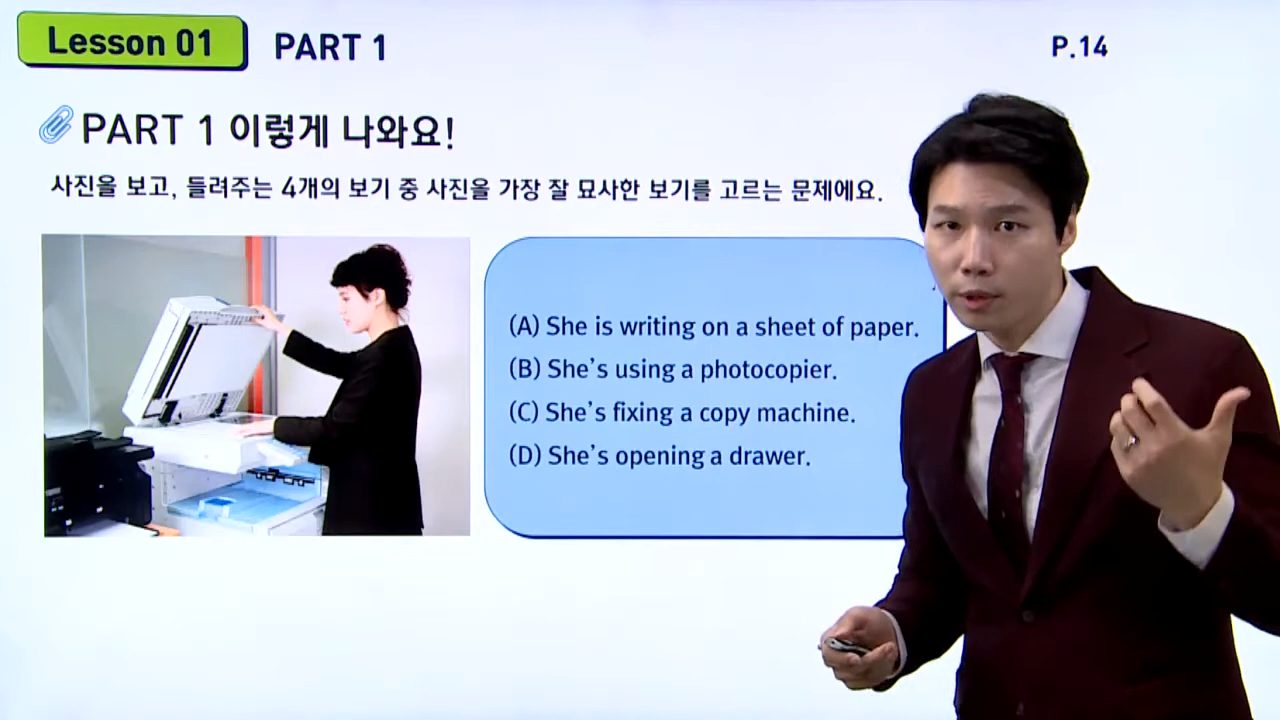 Lesson 01
PART 1
P.14
PART 1 이렇게 나와요!
사진을 보고, 들려주는 4개의 보기 중 사진을 가장 잘 묘사한 보기를 고르는 문제에요.
(A) She is writing on a sheet of paper.
(B) She's using a photocopier.
(C) She's fixing a copy machine.
(D) She's opening a drawer.